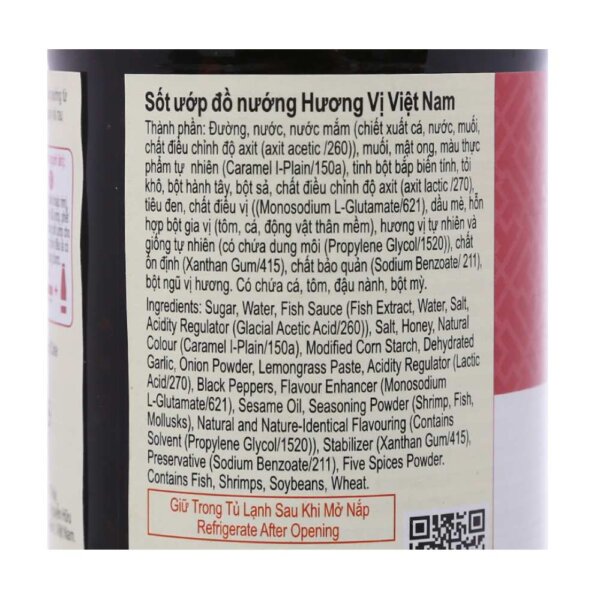 Sốt ướp đồ nướng Hương Vị Việt Nam
Thành phần: Đường, nước, nước mắm (chiết xuất cá, nước, muối,
chất điều chỉnh độ axit (axit acetic /260)), muối, mật ong, màu thực
phẩm tự nhiên (Caramel I-Plain/150a), tinh bột bắp biến tính, tỏi
khô, bột hành tây, bột sả, chất điều chỉnh độ axit (axit lactic /270),
tiêu đen, chất điều vị ((Monosodium L-Glutamate/621), dầu mè, hỗn
hợp bột gia vị (tôm, cá, động vật thân mềm), hương vị tự nhiên và
giống tự nhiên (có chứa dung môi (Propylene Glycol/1520)), chất
ổn định (Xanthan Gum/415), chất bảo quản (Sodium Benzoate/ 211),
bột ngũ vị hương. Có chứa cá, tôm, đậu nành, bột mỳ.
Ingredients: Sugar, Water, Fish Sauce (Fish Extract, Water, Salt,
Acidity Regulator (Glacial Acetic Acid/260)), Salt, Honey, Natural
Colour (Caramel I-Plain/150a), Modified Corn Starch, Dehydrated
Garlic, Onion Powder, Lemongrass Paste, Acidity Regulator (Lactic
Acid/270), Black Peppers, Flavour Enhancer (Monosodium
L-Glutamate/621), Sesame Oil, Seasoning Powder (Shrimp, Fish,
Mollusks), Natural and Nature-Identical Flavouring (Contains
Solvent (Propylene Glycol/1520)), Stabilizer (Xanthan Gum/415),
Preservative (Sodium Benzoate/211), Five Spices Powder.
Contains Fish, Shrimps, Soybeans, Wheat.
Giữ Trong Tủ Lạnh Sau Khi Mở Nắp
Refrigerate After Opening